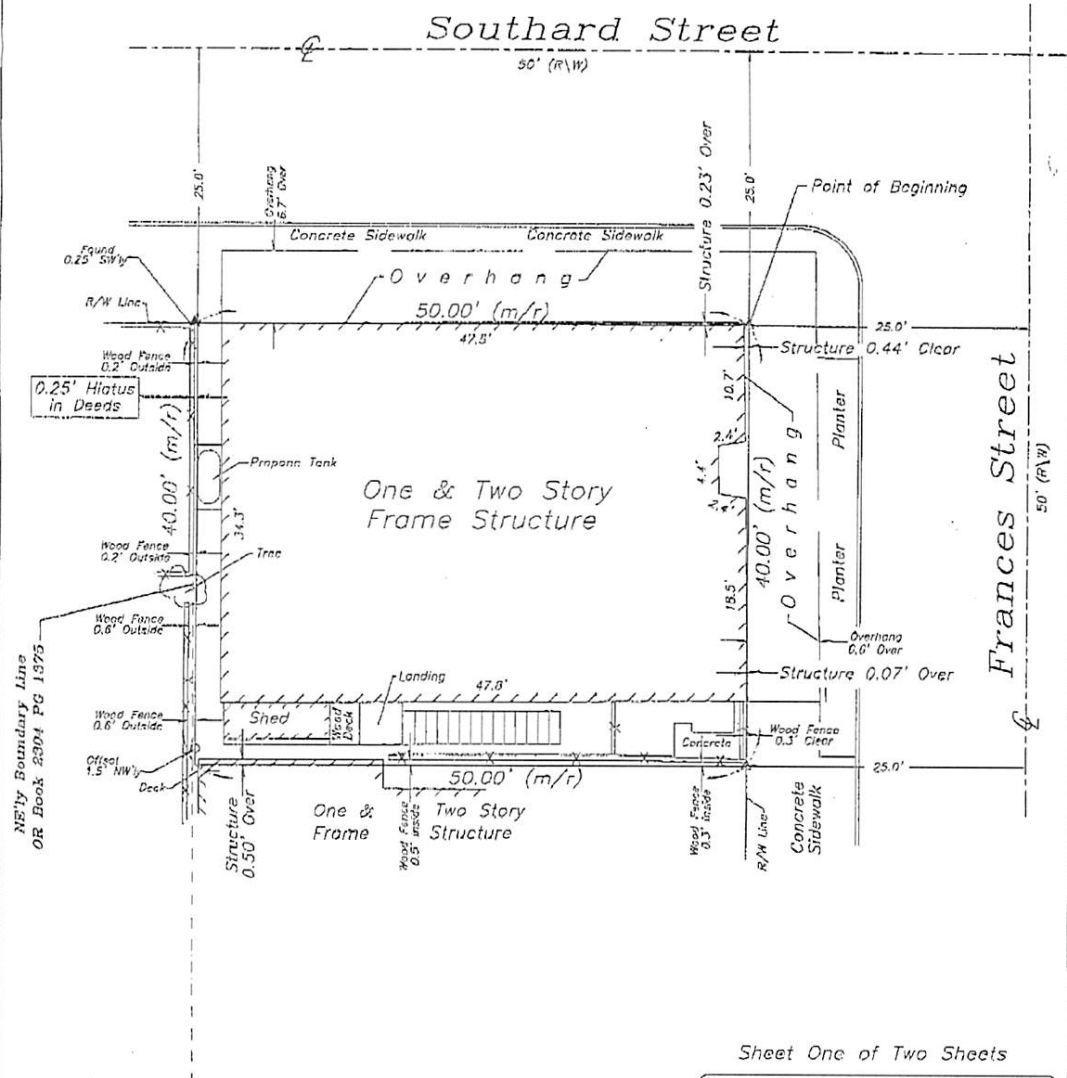 Southard Street
℄
50' (R\W)
25.0'
Overhang
6.7' Over
Structure 0.23' Over
25.0'
Point of Beginning
Concrete Sidewalk
Concrete Sidewalk
Found
0.25' SW'ly
Overhang
R/W Line
50.00' (m/r)
47.5'
25.0'
Structure 0.44' Clear
Wood Fence
0.2' Outside
0.25' Hiatus
in Deeds
10.7'
2.4'
4.4'
2.4'
40.00' (m/r)
Propann Tank
One & Two Story
Frame Structure
34.3'
40.00' (m/r)
Overhang
Planter
Planter
Frances Street
50' (R\W)
Wood Fence
0.2' Outside
Tree
18.5'
Wood Fence
0.6' Outside
Overhang
6.6' Over
Structure 0.07' Over
NE'ly Boundary Line
OR Book 2304 PG 1375
Landing
47.8'
Wood Fence
0.6' Outside
Shed
Wood
Deck
Concrete
Wood Fence
0.3' Clear
℄
Offset
1.5' NW'ly
Deck
50.00' (m/r)
25.0'
Structure
0.50' Over
One & Two Story
Frame Structure
Wood Fence
0.5' Inside
Wood Fence
0.3' Inside
R/W Line
Concrete
Sidewalk
Sheet One of Two Sheets